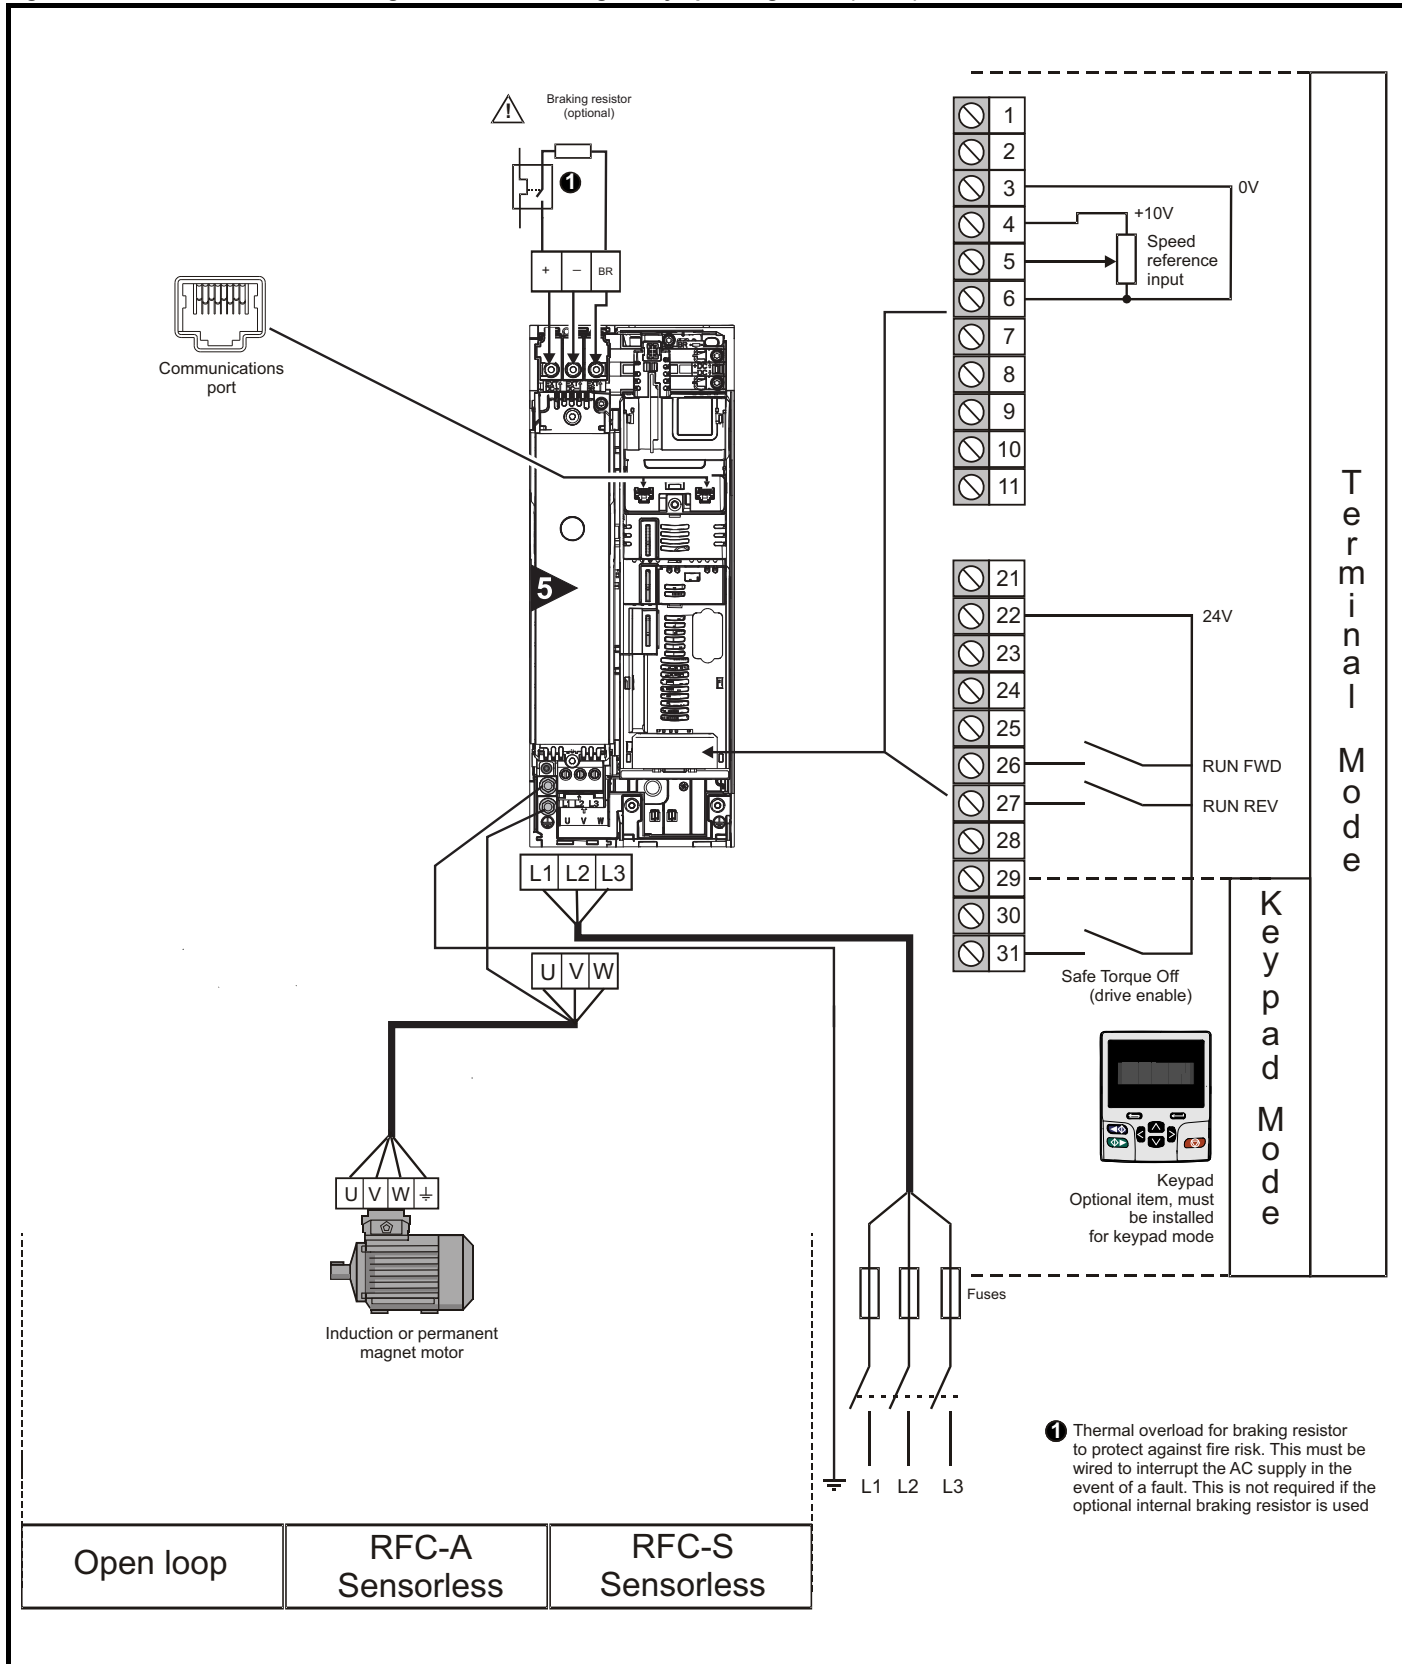 Braking resistor
(optional)
1
+
–
BR
Communications
port
5
L1 L2 L3
U V W
L1 L2 L3
U V W
U V W
Induction or permanent
magnet motor
1
2
3
4
5
6
7
8
9
10
11
0V
+10V
Speed
reference
input
21
22
23
24
25
26
27
28
29
30
31
24V
RUN FWD
RUN REV
Safe Torque Off
(drive enable)
Terminal Mode
Keypad Mode
Keypad
Optional item, must
be installed
for keypad mode
Fuses
L1 L2 L3
1 Thermal overload for braking resistor
to protect against fire risk. This must be
wired to interrupt the AC supply in the
event of a fault. This is not required if the
optional internal braking resistor is used
Open loop
RFC-A
Sensorless
RFC-S
Sensorless